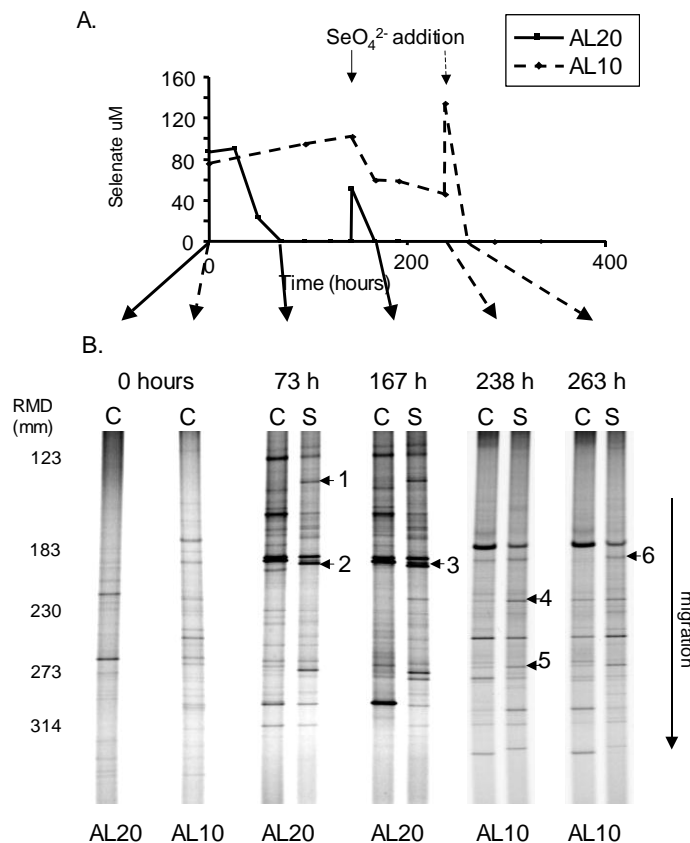 A.
SeO₄²⁻ addition
AL20
AL10
Selenate uM
160
120
80
40
0
0
200
400
Time (hours)
B.
0 hours
73 h
167 h
238 h
263 h
RMD
(mm)
C
C
C
S
C
S
C
S
C
S
123
183
230
273
314
1
2
3
4
5
6
migration
AL20
AL10
AL20
AL20
AL10
AL10